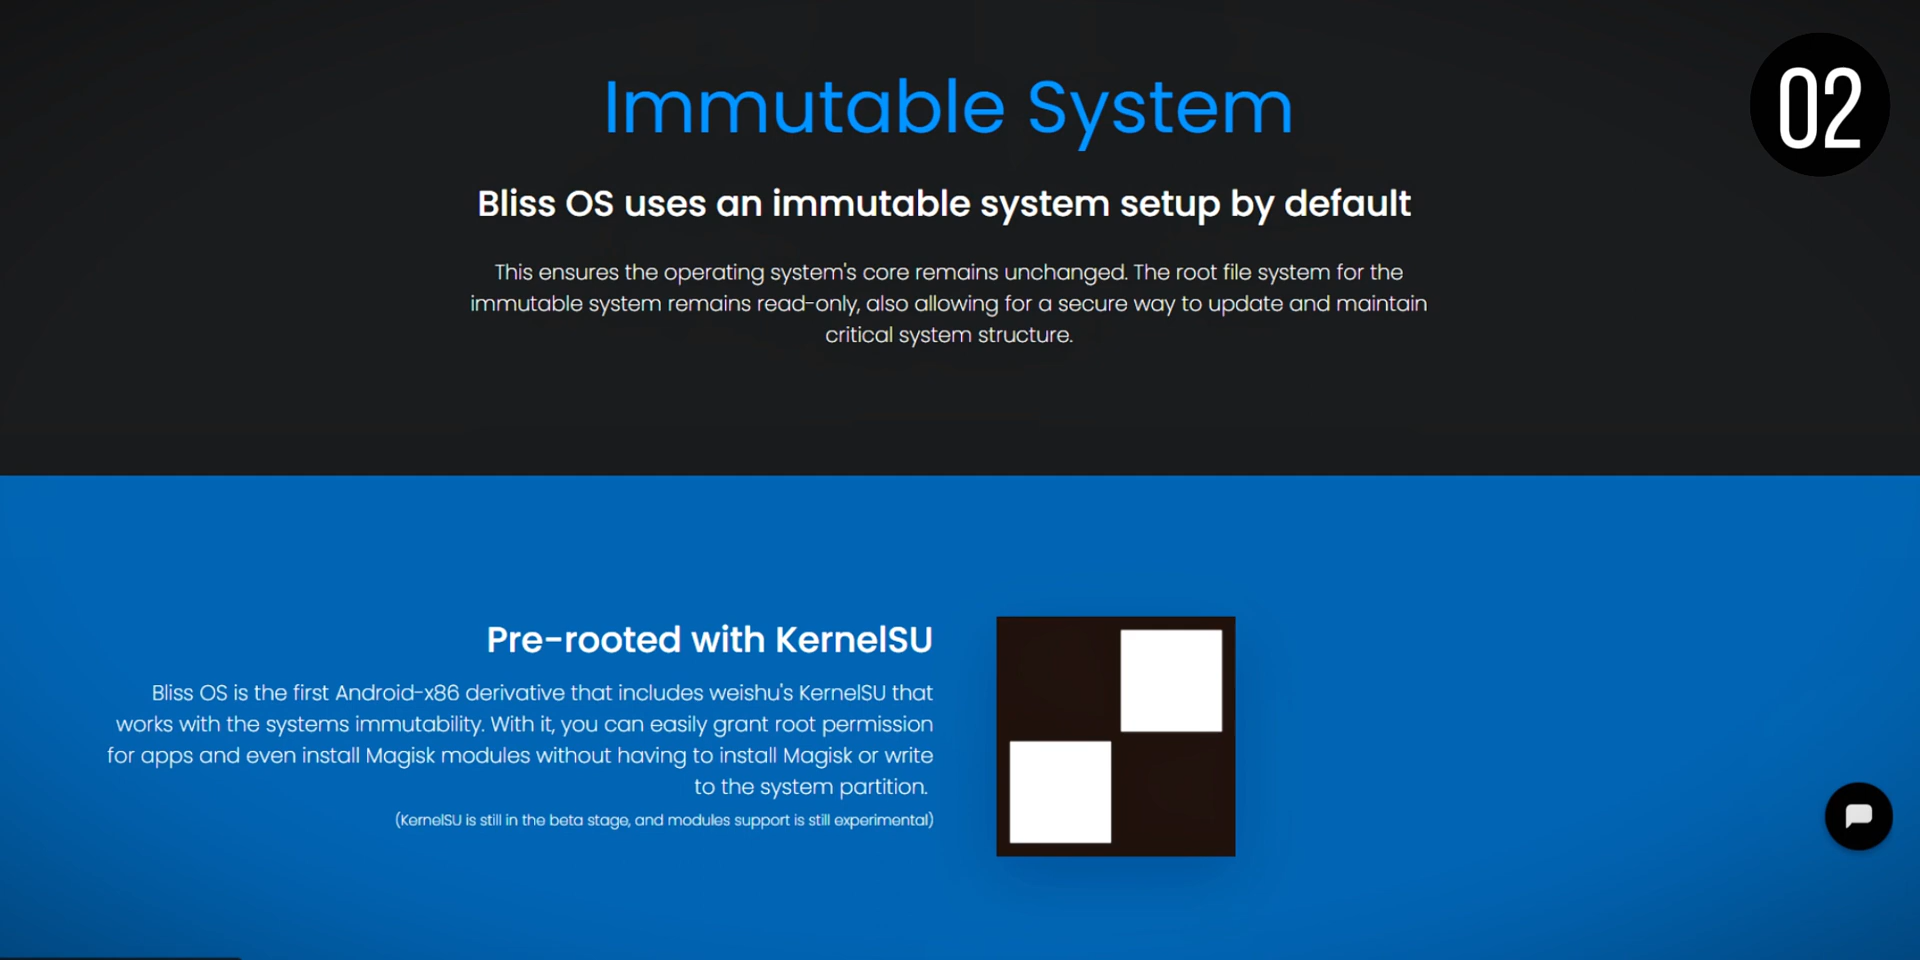 02
Immutable System
Bliss OS uses an immutable system setup by default
This ensures the operating system's core remains unchanged. The root file system for the
immutable system remains read-only, also allowing for a secure way to update and maintain
critical system structure.
Pre-rooted with KernelSU
Bliss OS is the first Android-x86 derivative that includes weishu's KernelSU that
works with the systems immutability. With it, you can easily grant root permission
for apps and even install Magisk modules without having to install Magisk or write
to the system partition.
(KernelSU is still in the beta stage, and modules support is still experimental)